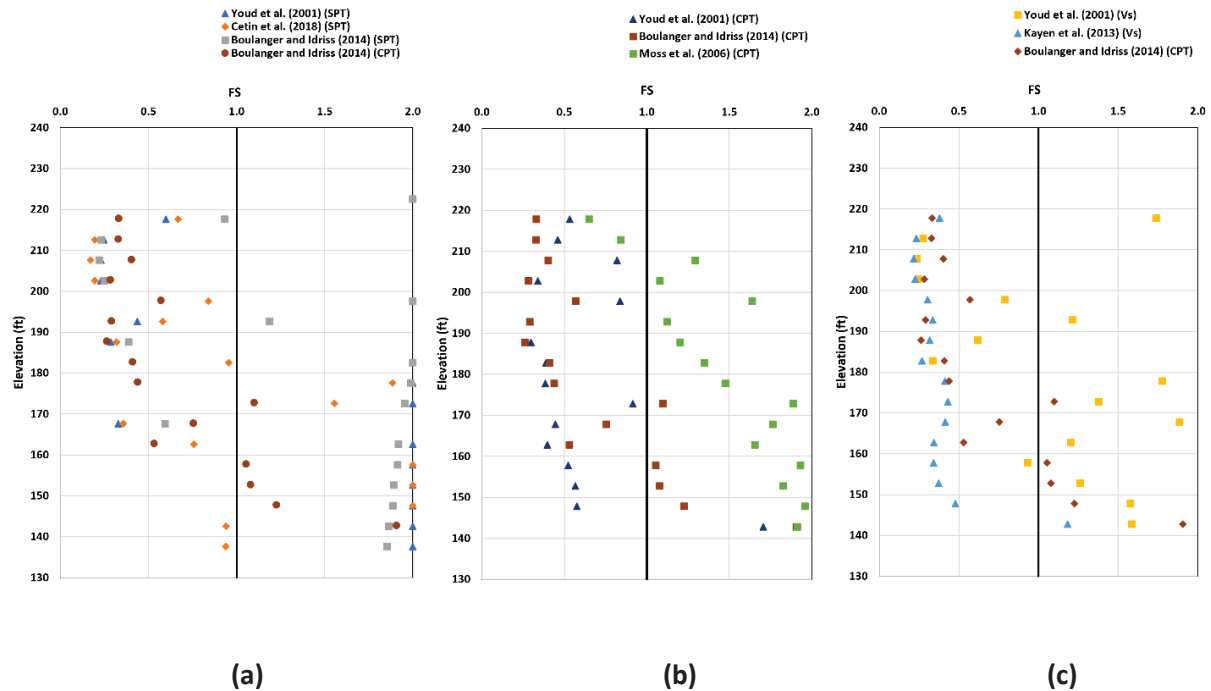 Youd et al. (2001) (SPT)
Cetin et al. (2018) (SPT)
Boulanger and Idriss (2014) (SPT)
Boulanger and Idriss (2014) (CPT)
FS
0.0 0.5 1.0 1.5 2.0
240
230
220
210
200
190
180
170
160
150
140
130
Elevation (ft)
(a)
Youd et al. (2001) (CPT)
Boulanger and Idriss (2014) (CPT)
Moss et al. (2006) (CPT)
FS
0.0 0.5 1.0 1.5 2.0
240
230
220
210
200
190
180
170
160
150
140
130
Elevation (ft)
(b)
Youd et al. (2001) (Vs)
Kayen et al. (2013) (Vs)
Boulanger and Idriss (2014) (CPT)
FS
0.0 0.5 1.0 1.5 2.0
240
230
220
210
200
190
180
170
160
150
140
130
Elevation (ft)
(c)